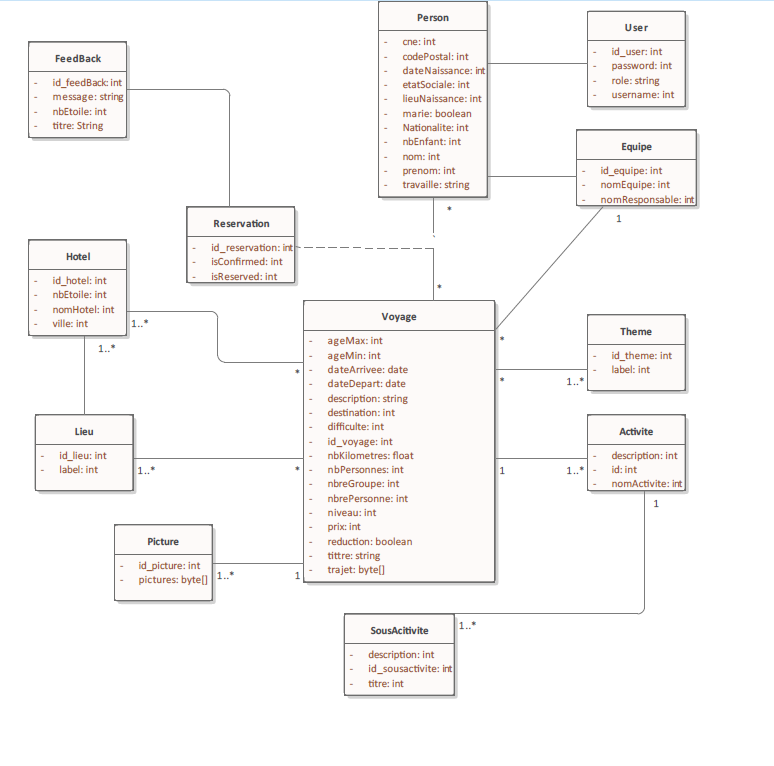 Person
- cne: int
- codePostal: int
- dateNaissance: int
- etatSociale: int
- lieuNaissance: int
- marie: boolean
- Nationalite: int
- nbEnfant: int
- nom: int
- prenom: int
- travaille: string
*
User
- id_user: int
- password: int
- role: string
- username: int
FeedBack
- id_feedBack: int
- message: string
- nbEtoile: int
- titre: String
Equipe
- id_equipe: int
- nomEquipe: int
- nomResponsable: int
1
Reservation
- id_reservation: int
- isConfirmed: int
- isReserved: int
Hotel
- id_hotel: int
- nbEtoile: int
- nomHotel: int
- ville: int
1..*
1..*
*
Voyage
- ageMax: int
- ageMin: int
- dateArrivee: date
- dateDepart: date
- description: string
- destination: int
- difficulte: int
- id_voyage: int
- nbKilometres: float
- nbPersonnes: int
- nbreGroupe: int
- nbrePersonne: int
- niveau: int
- prix: int
- reduction: boolean
- tittre: string
- trajet: byte[]
*
*
*
*
1
1
Theme
- id_theme: int
- label: int
1..*
Lieu
- id_lieu: int
- label: int
1..*
Activite
- description: int
- id: int
- nomActivite: int
1..*
1
Picture
- id_picture: int
- pictures: byte[]
1..*
SousAcitivite
- description: int
- id_sousactivite: int
- titre: int
1..*